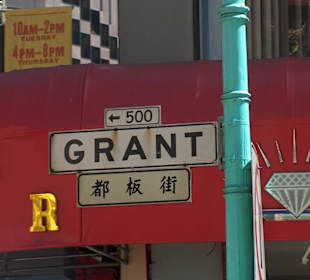 10AM-2PM
TUESDAY
4PM-8PM
THURSDAY
← 500
GRANT
都板街
R